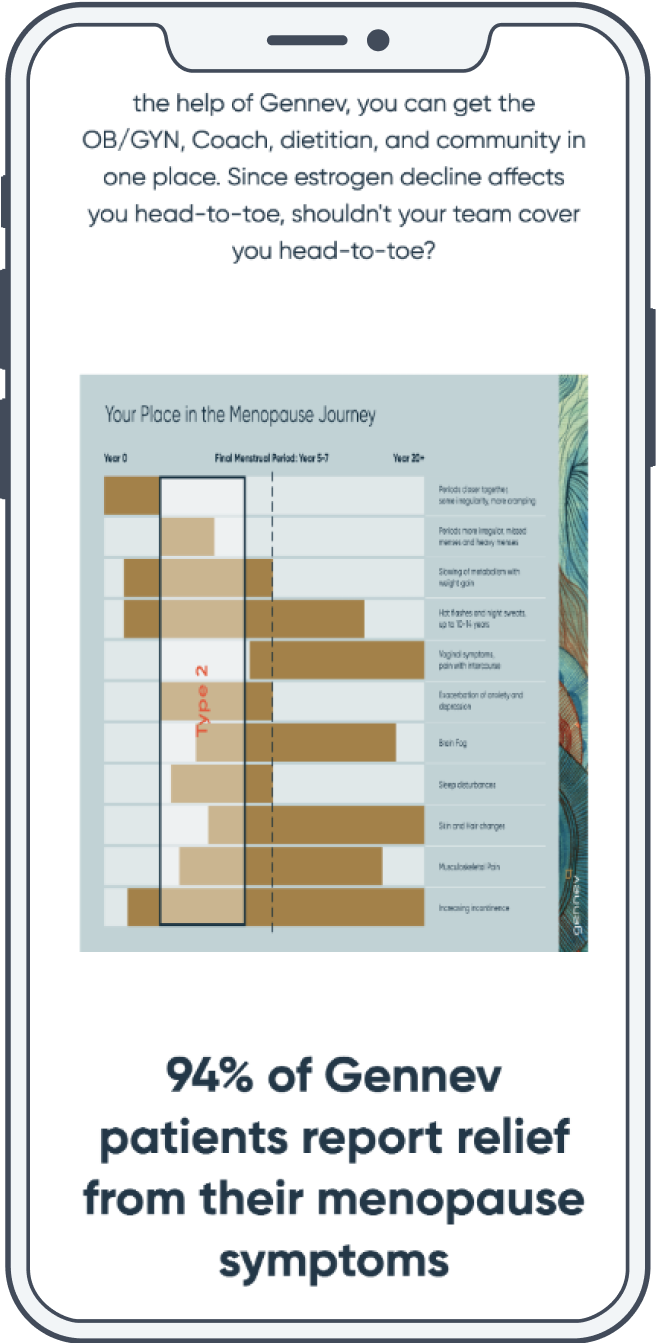 the help of Gennev, you can get the
OB/GYN, Coach, dietitian, and community in
one place. Since estrogen decline affects
you head-to-toe, shouldn't your team cover
you head-to-toe?
Your Place in the Menopause Journey
Year 0
Final Menstrual Period: Year 5-7
Year 20+
Periods closer together,
some irregularity, more cramping
Periods more irregular, missed
menses and heavy menses
Slowing of metabolism with
weight gain
Hot flashes and night sweats,
up to 10-14 years
Vaginal symptoms,
pain with intercourse
Type 2
Exacerbation of anxiety and
depression
Brain Fog
Sleep disturbances
Skin and Hair changes
Musculoskeletal Pain
Increasing incontinence
gennev
94% of Gennev
patients report relief
from their menopause
symptoms